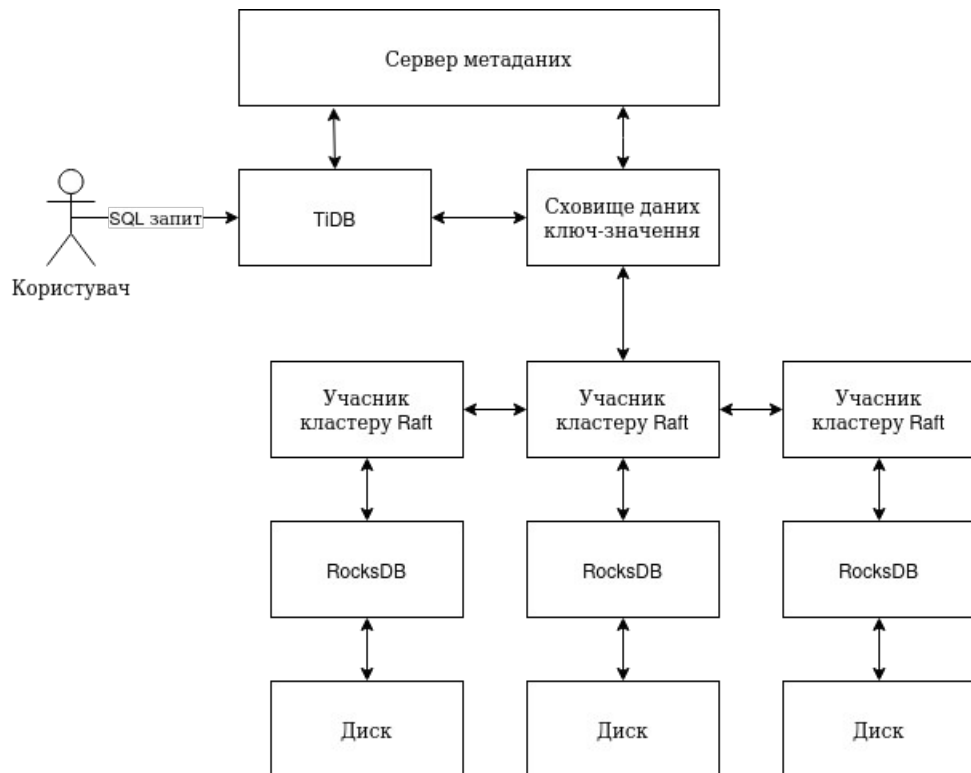 Сервер метаданих
SQL запит
TiDB
Сховище даних
ключ-значення
Користувач
Учасник
кластеру Raft
Учасник
кластеру Raft
Учасник
кластеру Raft
RocksDB
RocksDB
RocksDB
Диск
Диск
Диск